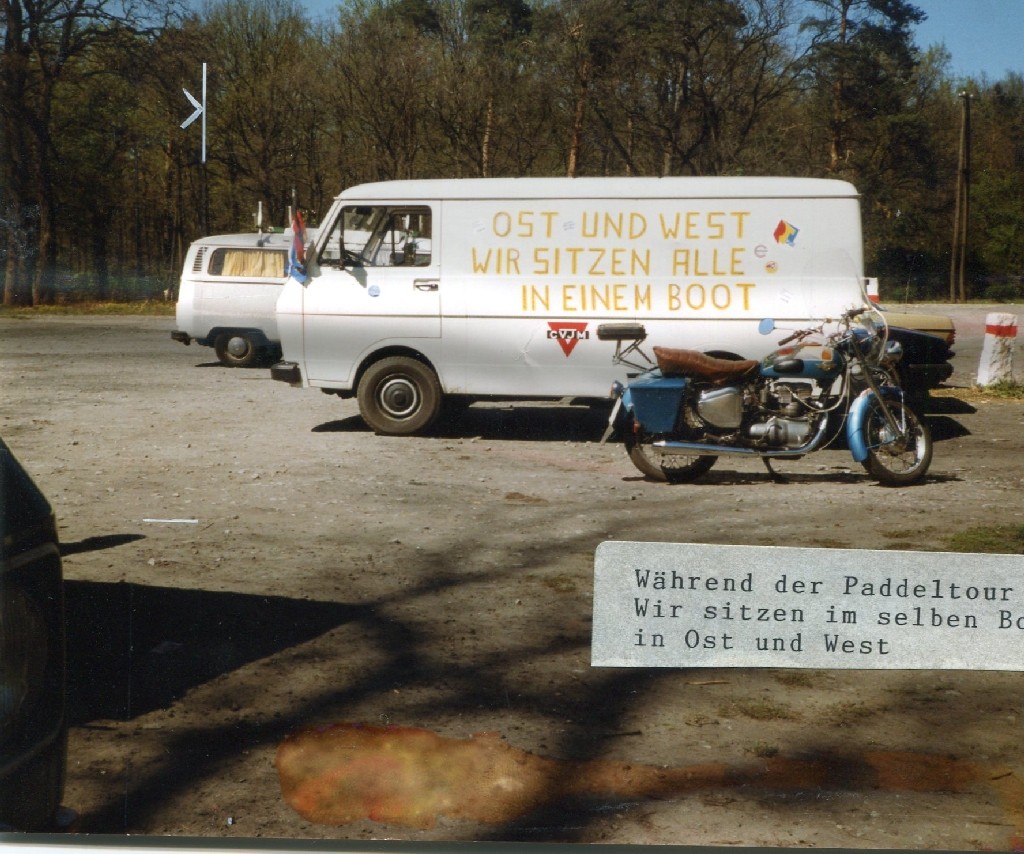 OST UND WEST
WIR SITZEN ALLE
IN EINEM BOOT
CVJM
Während der Paddeltour
Wir sitzen im selben Bo
in Ost und West